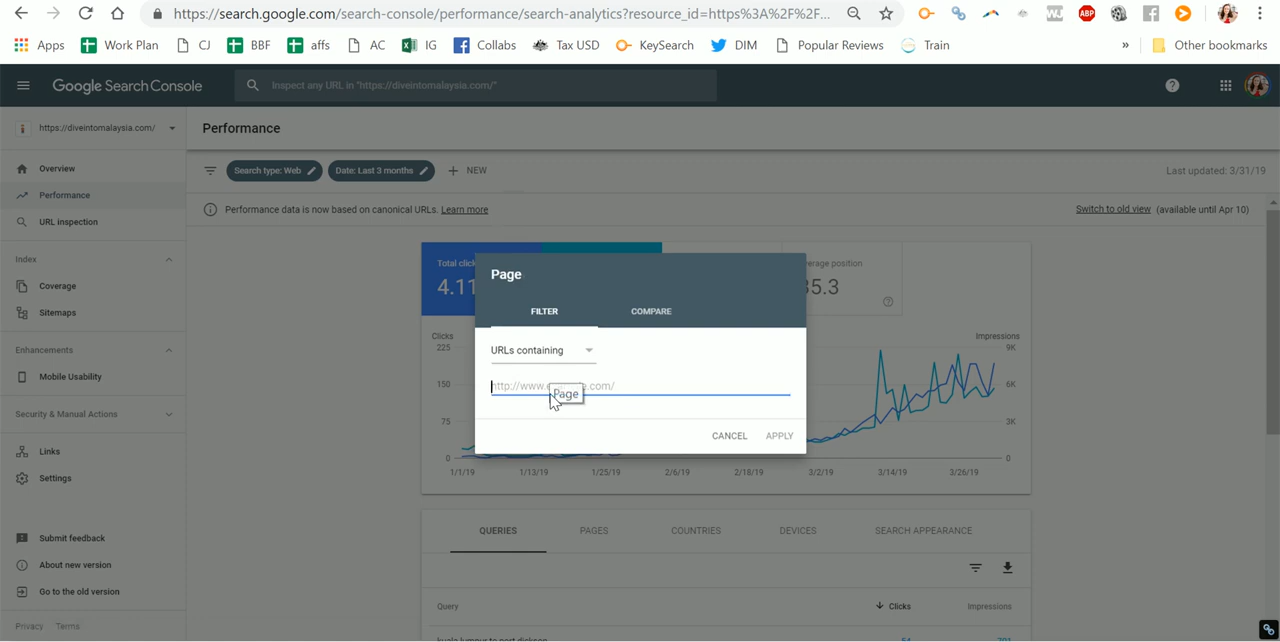 https://search.google.com/search-console/performance/search-analytics?resource_id=https%3A%2F%2F...
Apps Work Plan CJ BBF affs AC IG Collabs Tax USD KeySearch DIM Popular Reviews Train » Other bookmarks
Google Search Console Inspect any URL in "https://diveintomalaysia.com/"
https://diveintomalaysia.com/
Performance
Overview
Performance
URL inspection
Index
Coverage
Sitemaps
Enhancements
Mobile Usability
Security & Manual Actions
Links
Settings
Submit feedback
About new version
Go to the old version
Privacy Terms
Search type: Web Date: Last 3 months NEW Last updated: 3/31/19
Performance data is now based on canonical URLs. Learn more Switch to old view (available until Apr 10)
Total 4.11
position
35.3
Page
FILTER COMPARE
URLs containing
Page
CANCEL APPLY
Clicks Impressions
225 9K
150 6K
75 3K
0 0
1/1/19 1/13/19 1/25/19 2/6/19 2/18/19 3/2/19 3/14/19 3/26/19
QUERIES PAGES COUNTRIES DEVICES SEARCH APPEARANCE
Query Clicks Impressions
kuala lumpur to port dickson 54 701